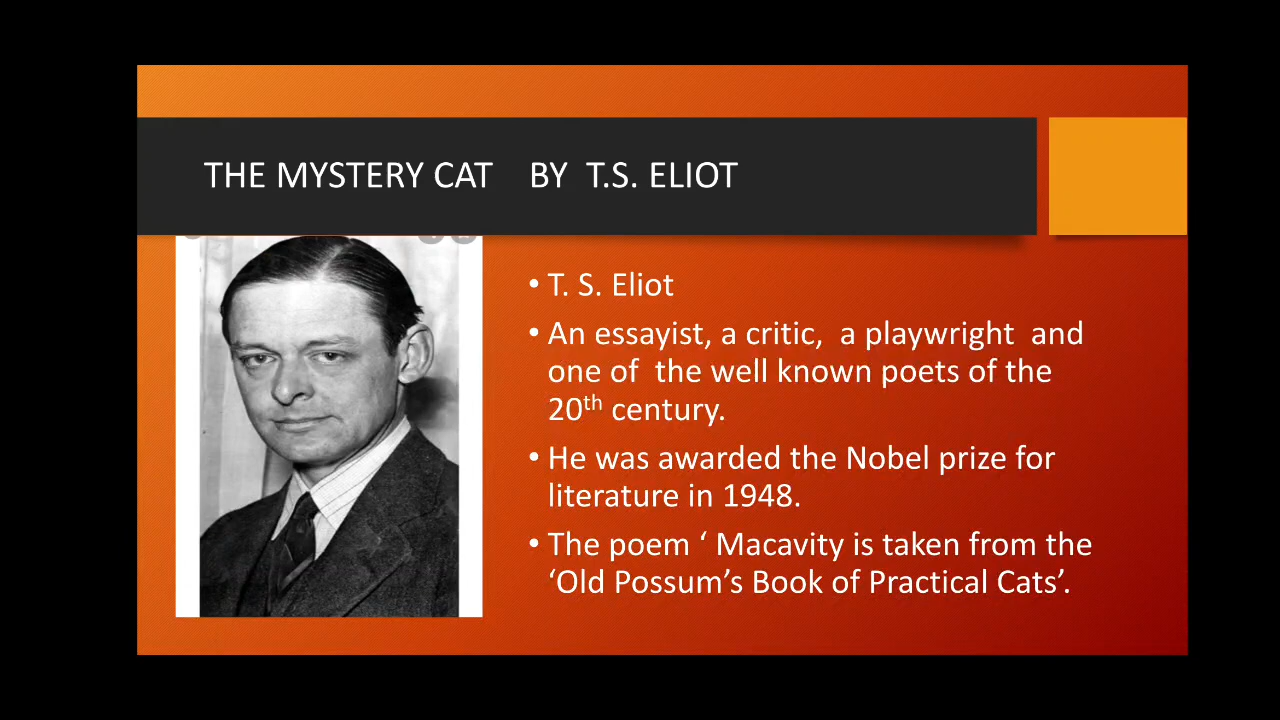 THE MYSTERY CAT    BY  T.S. ELIOT
• T. S. Eliot
• An essayist, a critic,  a playwright  and
one of  the well known poets of the
20th century.
• He was awarded the Nobel prize for
literature in 1948.
• The poem ‘ Macavity is taken from the
‘Old Possum’s Book of Practical Cats’.